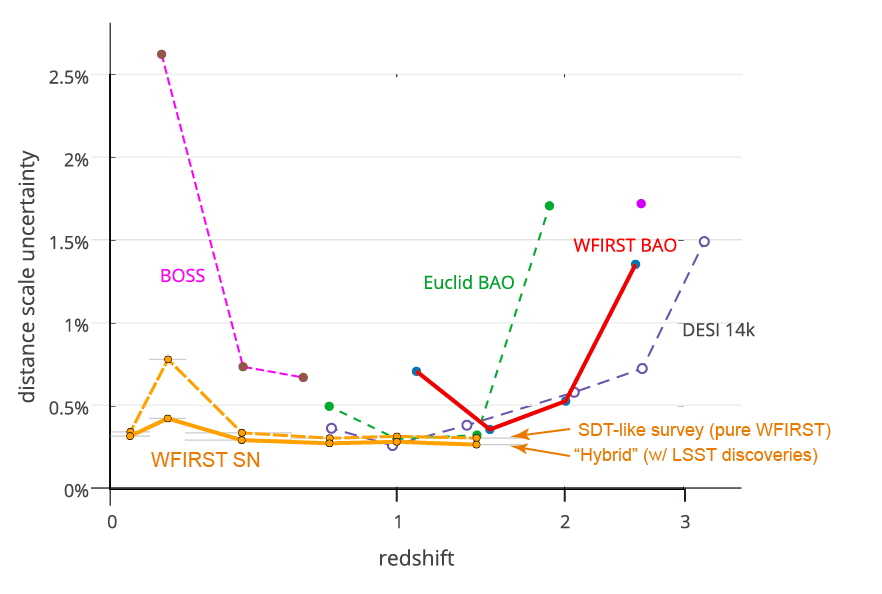 2.5%
2%
1.5%
1%
0.5%
0%
distance scale uncertainty
BOSS
Euclid BAO
WFIRST BAO
DESI 14k
SDT-like survey (pure WFIRST)
"Hybrid" (w/ LSST discoveries)
WFIRST SN
0
1
2
3
redshift